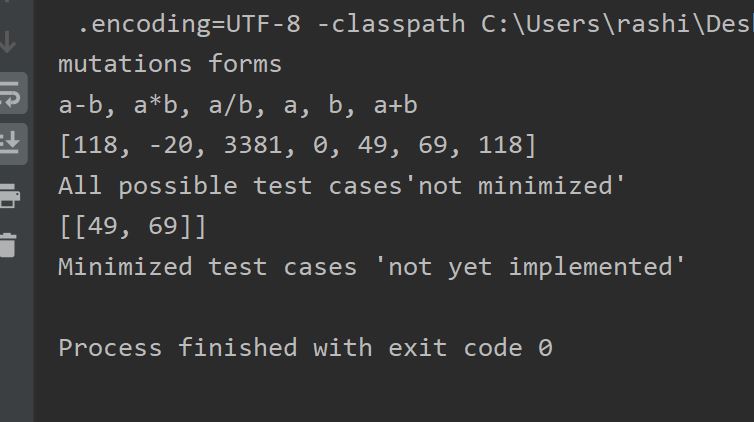 .encoding=UTF-8 -classpath C:\Users\rashi\Des
mutations forms
a-b, a*b, a/b, a, b, a+b
[118, -20, 3381, 0, 49, 69, 118]
All possible test cases'not minimized'
[[49, 69]]
Minimized test cases 'not yet implemented'
Process finished with exit code 0